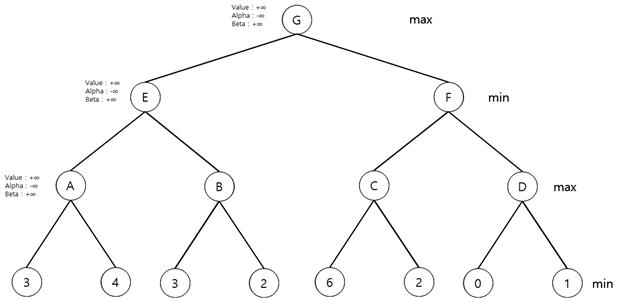 Value : +∞
Alpha : -∞
Beta : +∞
G
max
Value : +∞
Alpha : -∞
Beta : +∞
E
F
min
Value : +∞
Alpha : -∞
Beta : +∞
A
B
C
D
max
3
4
3
2
6
2
0
1
min